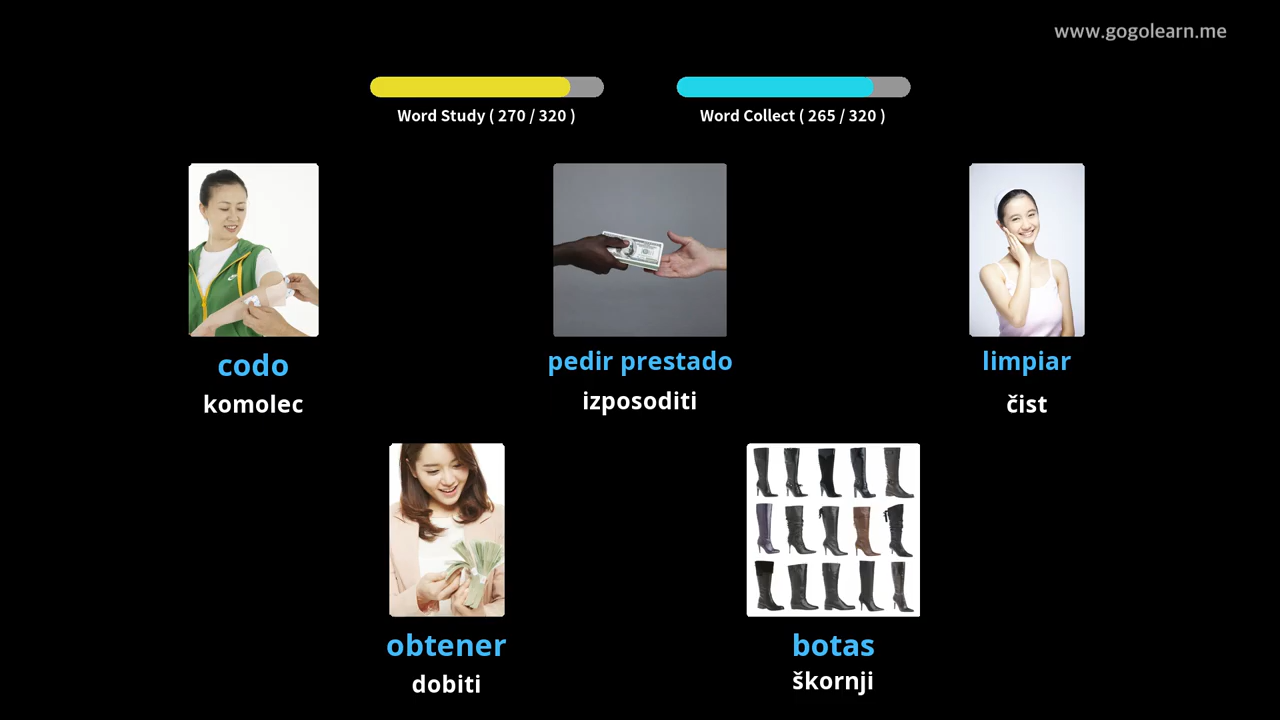 www.gogolearn.me
Word Study ( 270 / 320 )
Word Collect ( 265 / 320 )
codo
pedir prestado
limpiar
komolec
izposoditi
čist
obtener
botas
dobiti
škornji